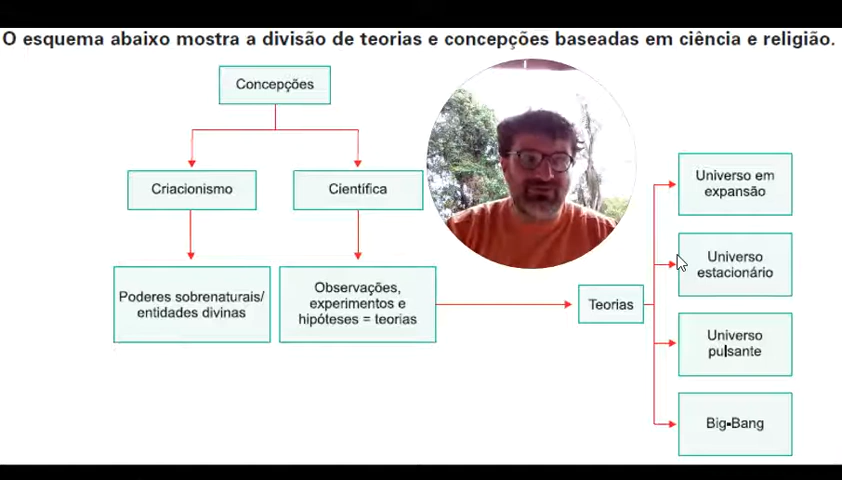 O esquema abaixo mostra a divisão de teorias e concepções baseadas em ciência e religião.
Concepções
Criacionismo
Científica
Poderes sobrenaturais/
entidades divinas
Observações,
experimentos e
hipóteses = teorias
Teorias
Universo em
expansão
Universo
estacionário
Universo
pulsante
Big-Bang